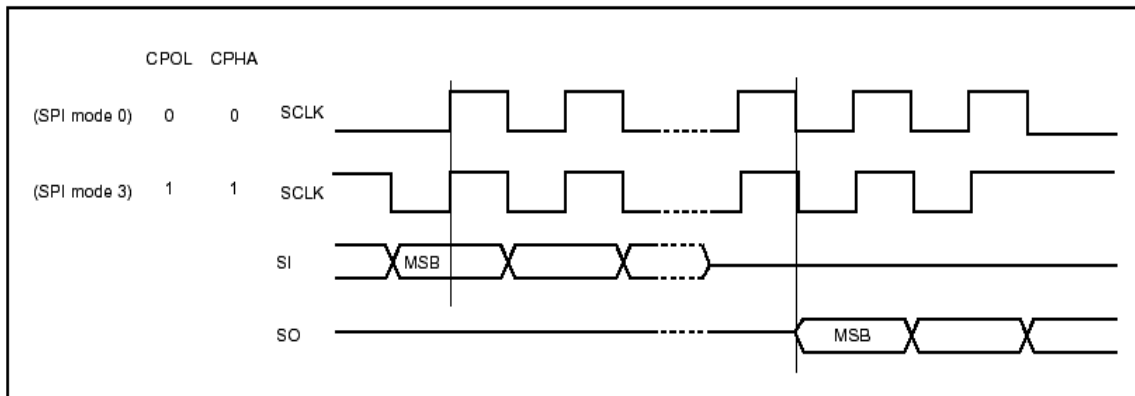 CPOL CPHA
(SPI mode 0) 0 0 SCLK
(SPI mode 3) 1 1 SCLK
SI MSB
SO MSB